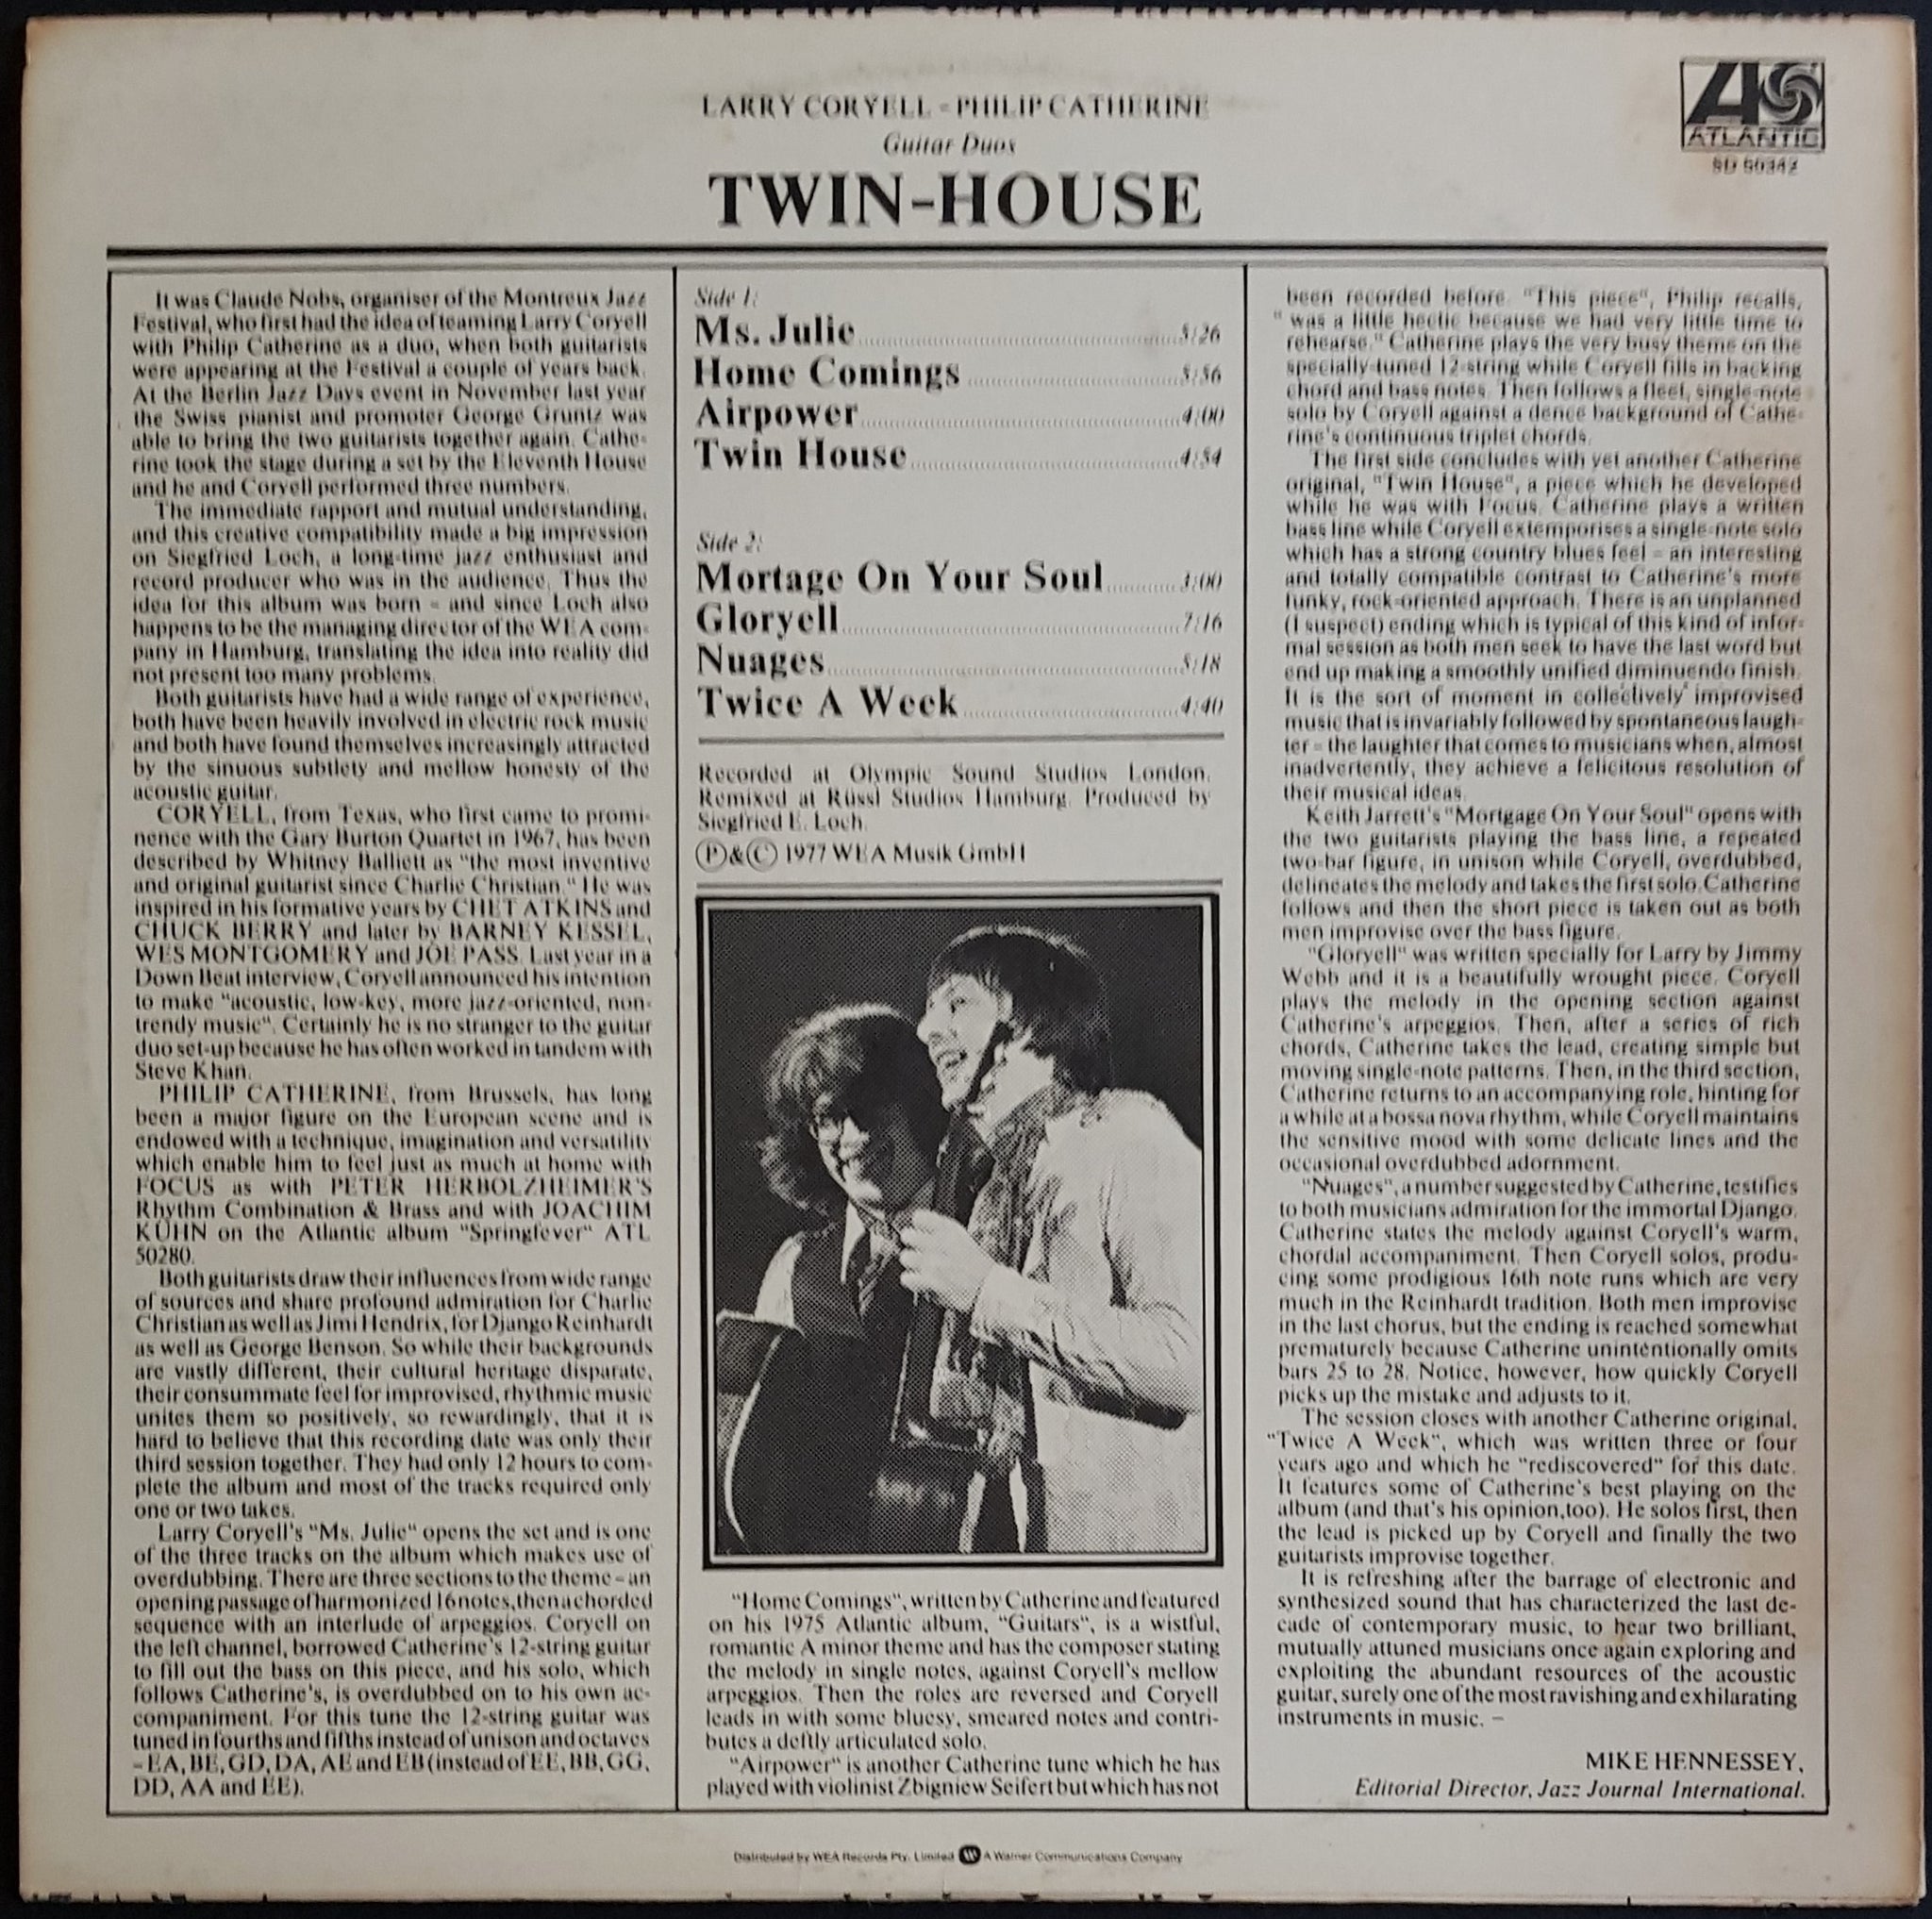 LARRY CORYELL - PHILIP CATHERINE
Guitar Duos
TWIN-HOUSE
ATLANTIC
SD 50342
It was Claude Nobs, organiser of the Montreux Jazz
Festival, who first had the idea of teaming Larry Coryell
with Philip Catherine as a duo, when both guitarists
were appearing at the Festival a couple of years back.
At the Berlin Jazz Days event in November last year
the Swiss pianist and promoter George Gruntz was
able to bring the two guitarists together again. Cathe-
rine took the stage during a set by the Eleventh House
and he and Coryell performed three numbers.
The immediate rapport and mutual understanding,
and this creative compatibility made a big impression
on Siegfried Loch, a long-time jazz enthusiast and
record producer who was in the audience. Thus the
idea for this album was born - and since Loch also
happens to be the managing director of the WEA com-
pany in Hamburg, translating the idea into reality did
not present too many problems.
Both guitarists have had a wide range of experience,
both have been heavily involved in electric rock music
and both have found themselves increasingly attracted
by the sinuous subtlety and mellow honesty of the
acoustic guitar.
CORYELL, from Texas, who first came to promi-
nence with the Gary Burton Quartet in 1967, has been
described by Whitney Balliett as "the most inventive
and original guitarist since Charlie Christian." He was
inspired in his formative years by CHET ATKINS and
CHUCK BERRY and later by BARNEY KESSEL,
WES MONTGOMERY and JOE PASS. Last year in a
Down Beat interview, Coryell announced his intention
to make "acoustic, low-key, more jazz-oriented, non-
trendy music". Certainly he is no stranger to the guitar
duo set-up because he has often worked in tandem with
Steve Khan.
PHILIP CATHERINE, from Brussels, has long
been a major figure on the European scene and is
endowed with a technique, imagination and versatility
which enable him to feel just as much at home with
FOCUS as with PETER HERBOLZHEIMER'S
Rhythm Combination & Brass and with JOACHIM
KÜHN on the Atlantic album "Springfever" ATL
50280.
Both guitarists draw their influences from wide range
of sources and share profound admiration for Charlie
Christian as well as Jimi Hendrix, for Django Reinhardt
as well as George Benson. So while their backgrounds
are vastly different, their cultural heritage disparate,
their consummate feel for improvised, rhythmic music
unites them so positively, so rewardingly, that it is
hard to believe that this recording date was only their
third session together. They had only 12 hours to com-
plete the album and most of the tracks required only
one or two takes.
Larry Coryell's "Ms. Julie" opens the set and is one
of the three tracks on the album which makes use of
overdubbing. There are three sections to the theme - an
opening passage of harmonized 16 notes, then a chorded
sequence with an interlude of arpeggios. Coryell on
the left channel, borrowed Catherine's 12-string guitar
to fill out the bass on this piece, and his solo, which
follows Catherine's, is overdubbed on to his own ac-
companiment. For this tune the 12-string guitar was
tuned in fourths and fifths instead of unison and octaves
- EA, BE, GD, DA, AE and EB (instead of EE, BB, GG,
DD, AA and EE).
Side 1:
Ms. Julie 5:26
Home Comings 5:56
Airpower 4:00
Twin House 4:54
Side 2:
Mortage On Your Soul 3:00
Gloryell 7:16
Nuages 5:18
Twice A Week 4:40
Recorded at Olympic Sound Studios London.
Remixed at Rüssl Studios Hamburg. Produced by
Siegfried E. Loch.
Ⓟ&Ⓒ 1977 WEA Musik GmbH
"Home Comings", written by Catherine and featured
on his 1975 Atlantic album, "Guitars", is a wistful,
romantic A minor theme and has the composer stating
the melody in single notes, against Coryell's mellow
arpeggios. Then the roles are reversed and Coryell
leads in with some bluesy, smeared notes and contri-
butes a deftly articulated solo.
"Airpower" is another Catherine tune which he has
played with violinist Zbigniew Seifert but which has not
been recorded before. "This piece", Philip recalls,
"was a little hectic because we had very little time to
rehearse." Catherine plays the very busy theme on the
specially-tuned 12-string while Coryell fills in backing
chord and bass notes. Then follows a fleet, single-note
solo by Coryell against a dence background of Cathe-
rine's continuous triplet chords.
The first side concludes with yet another Catherine
original, "Twin House", a piece which he developed
while he was with Focus. Catherine plays a written
bass line while Coryell extemporises a single-note solo
which has a strong country blues feel - an interesting
and totally compatible contrast to Catherine's more
funky, rock-oriented approach. There is an unplanned
(I suspect) ending which is typical of this kind of infor-
mal session as both men seek to have the last word but
end up making a smoothly unified diminuendo finish.
It is the sort of moment in collectively improvised
music that is invariably followed by spontaneous laugh-
ter - the laughter that comes to musicians when, almost
inadvertently, they achieve a felicitous resolution of
their musical ideas.
Keith Jarrett's "Mortgage On Your Soul" opens with
the two guitarists playing the bass line, a repeated
two-bar figure, in unison while Coryell, overdubbed,
delineates the melody and takes the first solo. Catherine
follows and then the short piece is taken out as both
men improvise over the bass figure.
"Gloryell" was written specially for Larry by Jimmy
Webb and it is a beautifully wrought piece. Coryell
plays the melody in the opening section against
Catherine's arpeggios. Then, after a series of rich
chords, Catherine takes the lead, creating simple but
moving single-note patterns. Then, in the third section,
Catherine returns to an accompanying role, hinting for
a while at a bossa nova rhythm, while Coryell maintains
the sensitive mood with some delicate lines and the
occasional overdubbed adornment.
"Nuages", a number suggested by Catherine, testifies
to both musicians admiration for the immortal Django.
Catherine states the melody against Coryell's warm,
chordal accompaniment. Then Coryell solos, produ-
cing some prodigious 16th note runs which are very
much in the Reinhardt tradition. Both men improvise
in the last chorus, but the ending is reached somewhat
prematurely because Catherine unintentionally omits
bars 25 to 28. Notice, however, how quickly Coryell
picks up the mistake and adjusts to it.
The session closes with another Catherine original,
"Twice A Week", which was written three or four
years ago and which he "rediscovered" for this date.
It features some of Catherine's best playing on the
album (and that's his opinion, too). He solos first, then
the lead is picked up by Coryell and finally the two
guitarists improvise together.
It is refreshing after the barrage of electronic and
synthesized sound that has characterized the last de-
cade of contemporary music, to hear two brilliant,
mutually attuned musicians once again exploring and
exploiting the abundant resources of the acoustic
guitar, surely one of the most ravishing and exhilarating
instruments in music. –
MIKE HENNESSEY,
Editorial Director, Jazz Journal International.
Distributed by WEA Records Pty. Limited A Warner Communications Company